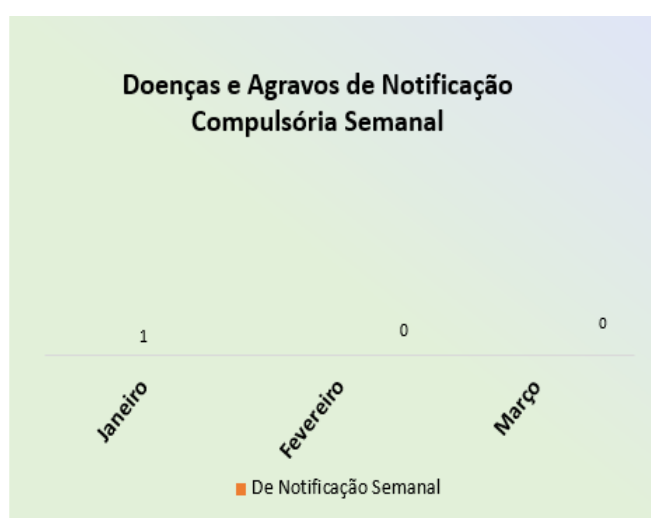 Doenças e Agravos de Notificação
Compulsória Semanal
1
0
0
Janeiro
Fevereiro
Março
De Notificação Semanal